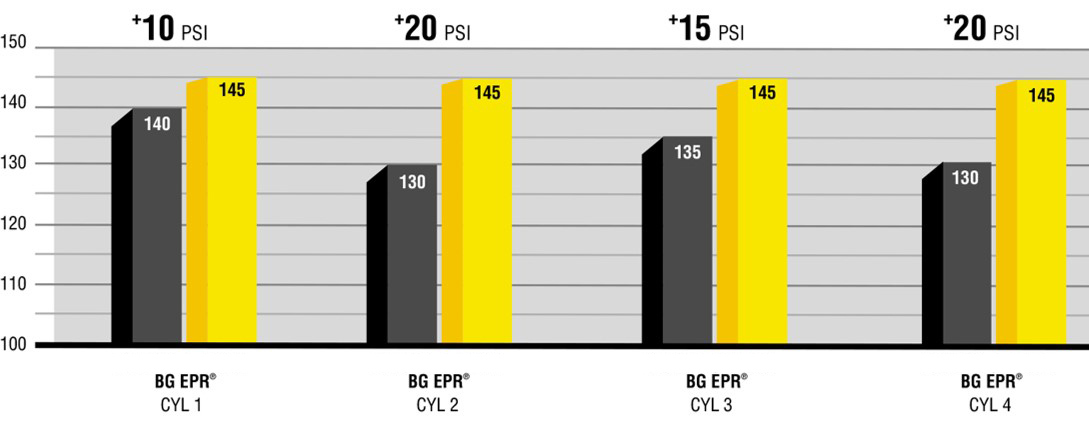 +10 PSI +20 PSI +15 PSI +20 PSI
150
140
130
120
110
100
140 145 130 145 135 145 130 145
BG EPR® BG EPR® BG EPR® BG EPR®
CYL 1 CYL 2 CYL 3 CYL 4